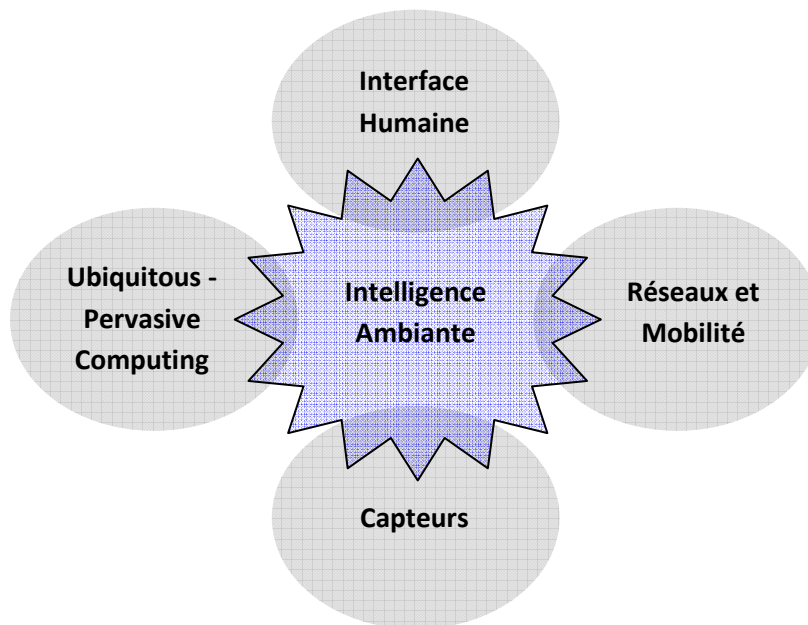 Interface
Humaine
Ubiquitous -
Pervasive
Computing
Intelligence
Ambiante
Réseaux et
Mobilité
Capteurs